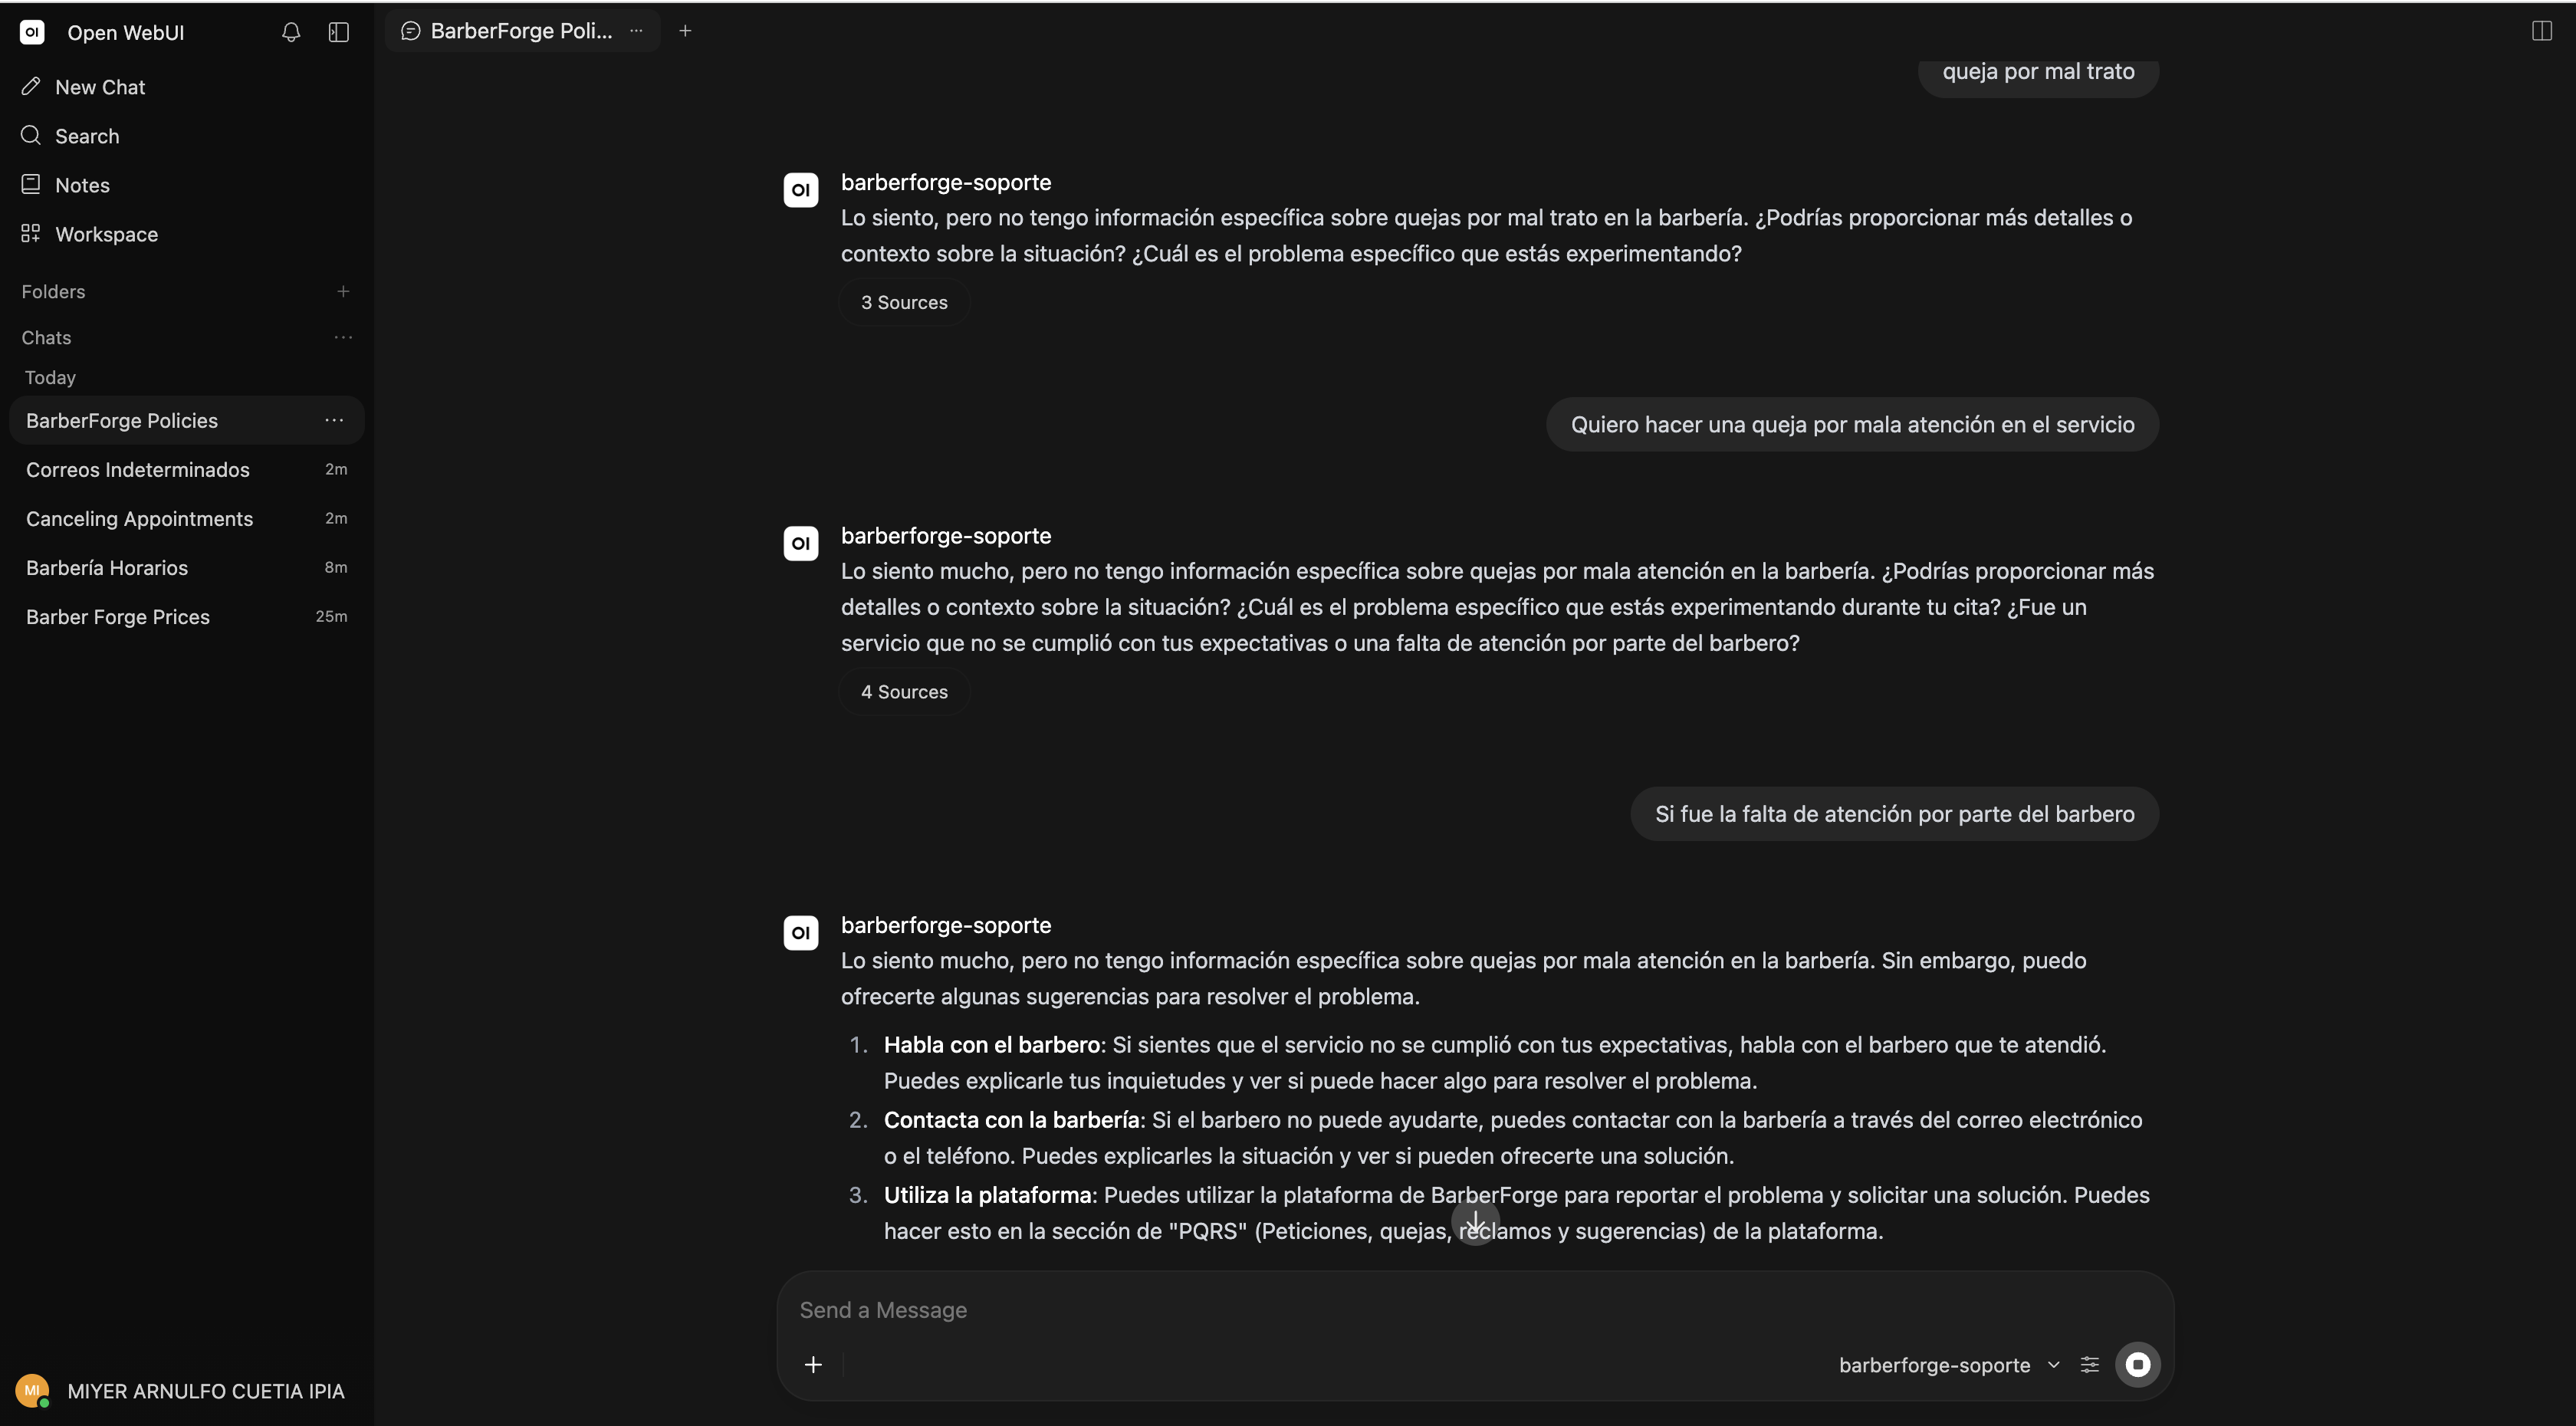 OI Open WebUI
New Chat
Search
Notes
Workspace
Folders
Chats
Today
BarberForge Policies
Correos Indeterminados 2m
Canceling Appointments 2m
Barbería Horarios 8m
Barber Forge Prices 25m
MI MIYER ARNULFO CUETIA IPIA
BarberForge Poli...
queja por mal trato
OI barberforge-soporte
Lo siento, pero no tengo información específica sobre quejas por mal trato en la barbería. ¿Podrías proporcionar más detalles o
contexto sobre la situación? ¿Cuál es el problema específico que estás experimentando?
3 Sources
Quiero hacer una queja por mala atención en el servicio
OI barberforge-soporte
Lo siento mucho, pero no tengo información específica sobre quejas por mala atención en la barbería. ¿Podrías proporcionar más
detalles o contexto sobre la situación? ¿Cuál es el problema específico que estás experimentando durante tu cita? ¿Fue un
servicio que no se cumplió con tus expectativas o una falta de atención por parte del barbero?
4 Sources
Si fue la falta de atención por parte del barbero
OI barberforge-soporte
Lo siento mucho, pero no tengo información específica sobre quejas por mala atención en la barbería. Sin embargo, puedo
ofrecerte algunas sugerencias para resolver el problema.
1. Habla con el barbero: Si sientes que el servicio no se cumplió con tus expectativas, habla con el barbero que te atendió.
Puedes explicarle tus inquietudes y ver si puede hacer algo para resolver el problema.
2. Contacta con la barbería: Si el barbero no puede ayudarte, puedes contactar con la barbería a través del correo electrónico
o el teléfono. Puedes explicarles la situación y ver si pueden ofrecerte una solución.
3. Utiliza la plataforma: Puedes utilizar la plataforma de BarberForge para reportar el problema y solicitar una solución. Puedes
hacer esto en la sección de "PQRS" (Peticiones, quejas, reclamos y sugerencias) de la plataforma.
Send a Message
barberforge-soporte